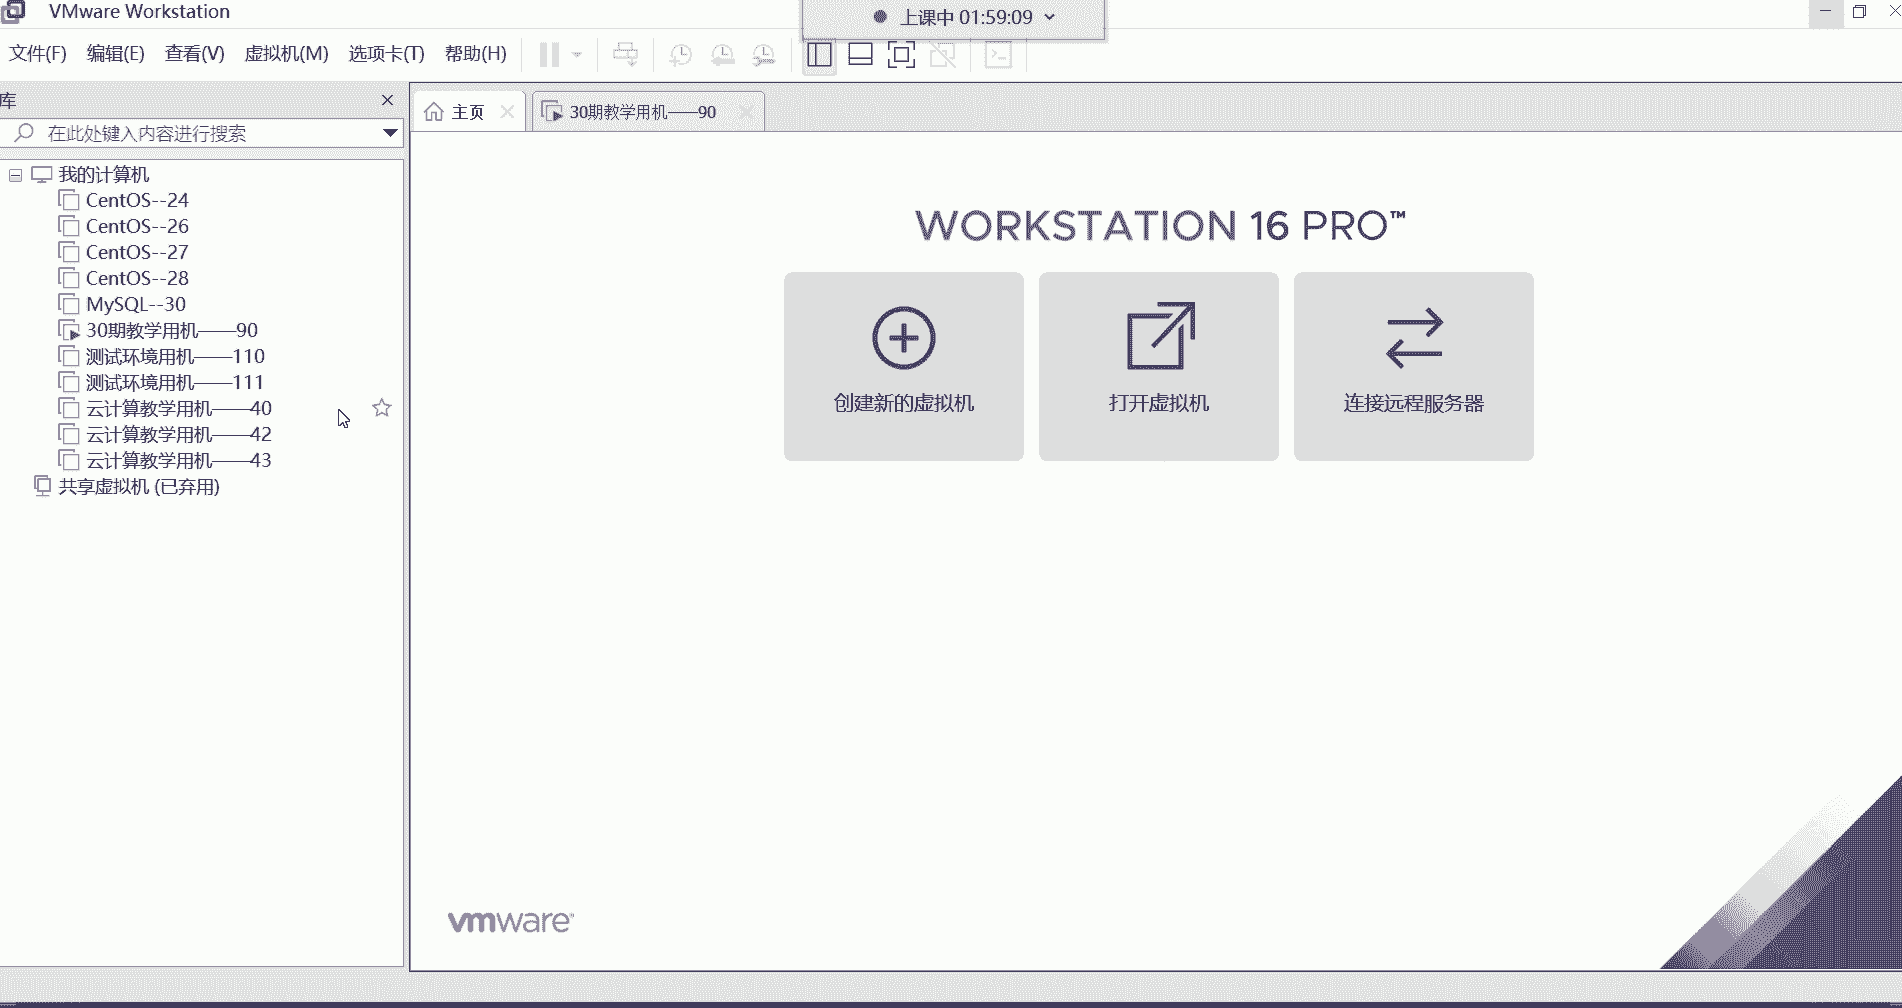 VMware Workstation
上课中 01:59:09
文件(F) 编辑(E) 查看(V) 虚拟机(M) 选项卡(T) 帮助(H)
库
主页
30期教学用机——90
在此处键入内容进行搜索
我的计算机
CentOS--24
CentOS--26
CentOS--27
CentOS--28
MySQL--30
30期教学用机——90
测试环境用机——110
测试环境用机——111
云计算教学用机——40
云计算教学用机——42
云计算教学用机——43
共享虚拟机 (已弃用)
WORKSTATION 16 PRO™
创建新的虚拟机
打开虚拟机
连接远程服务器
vmware